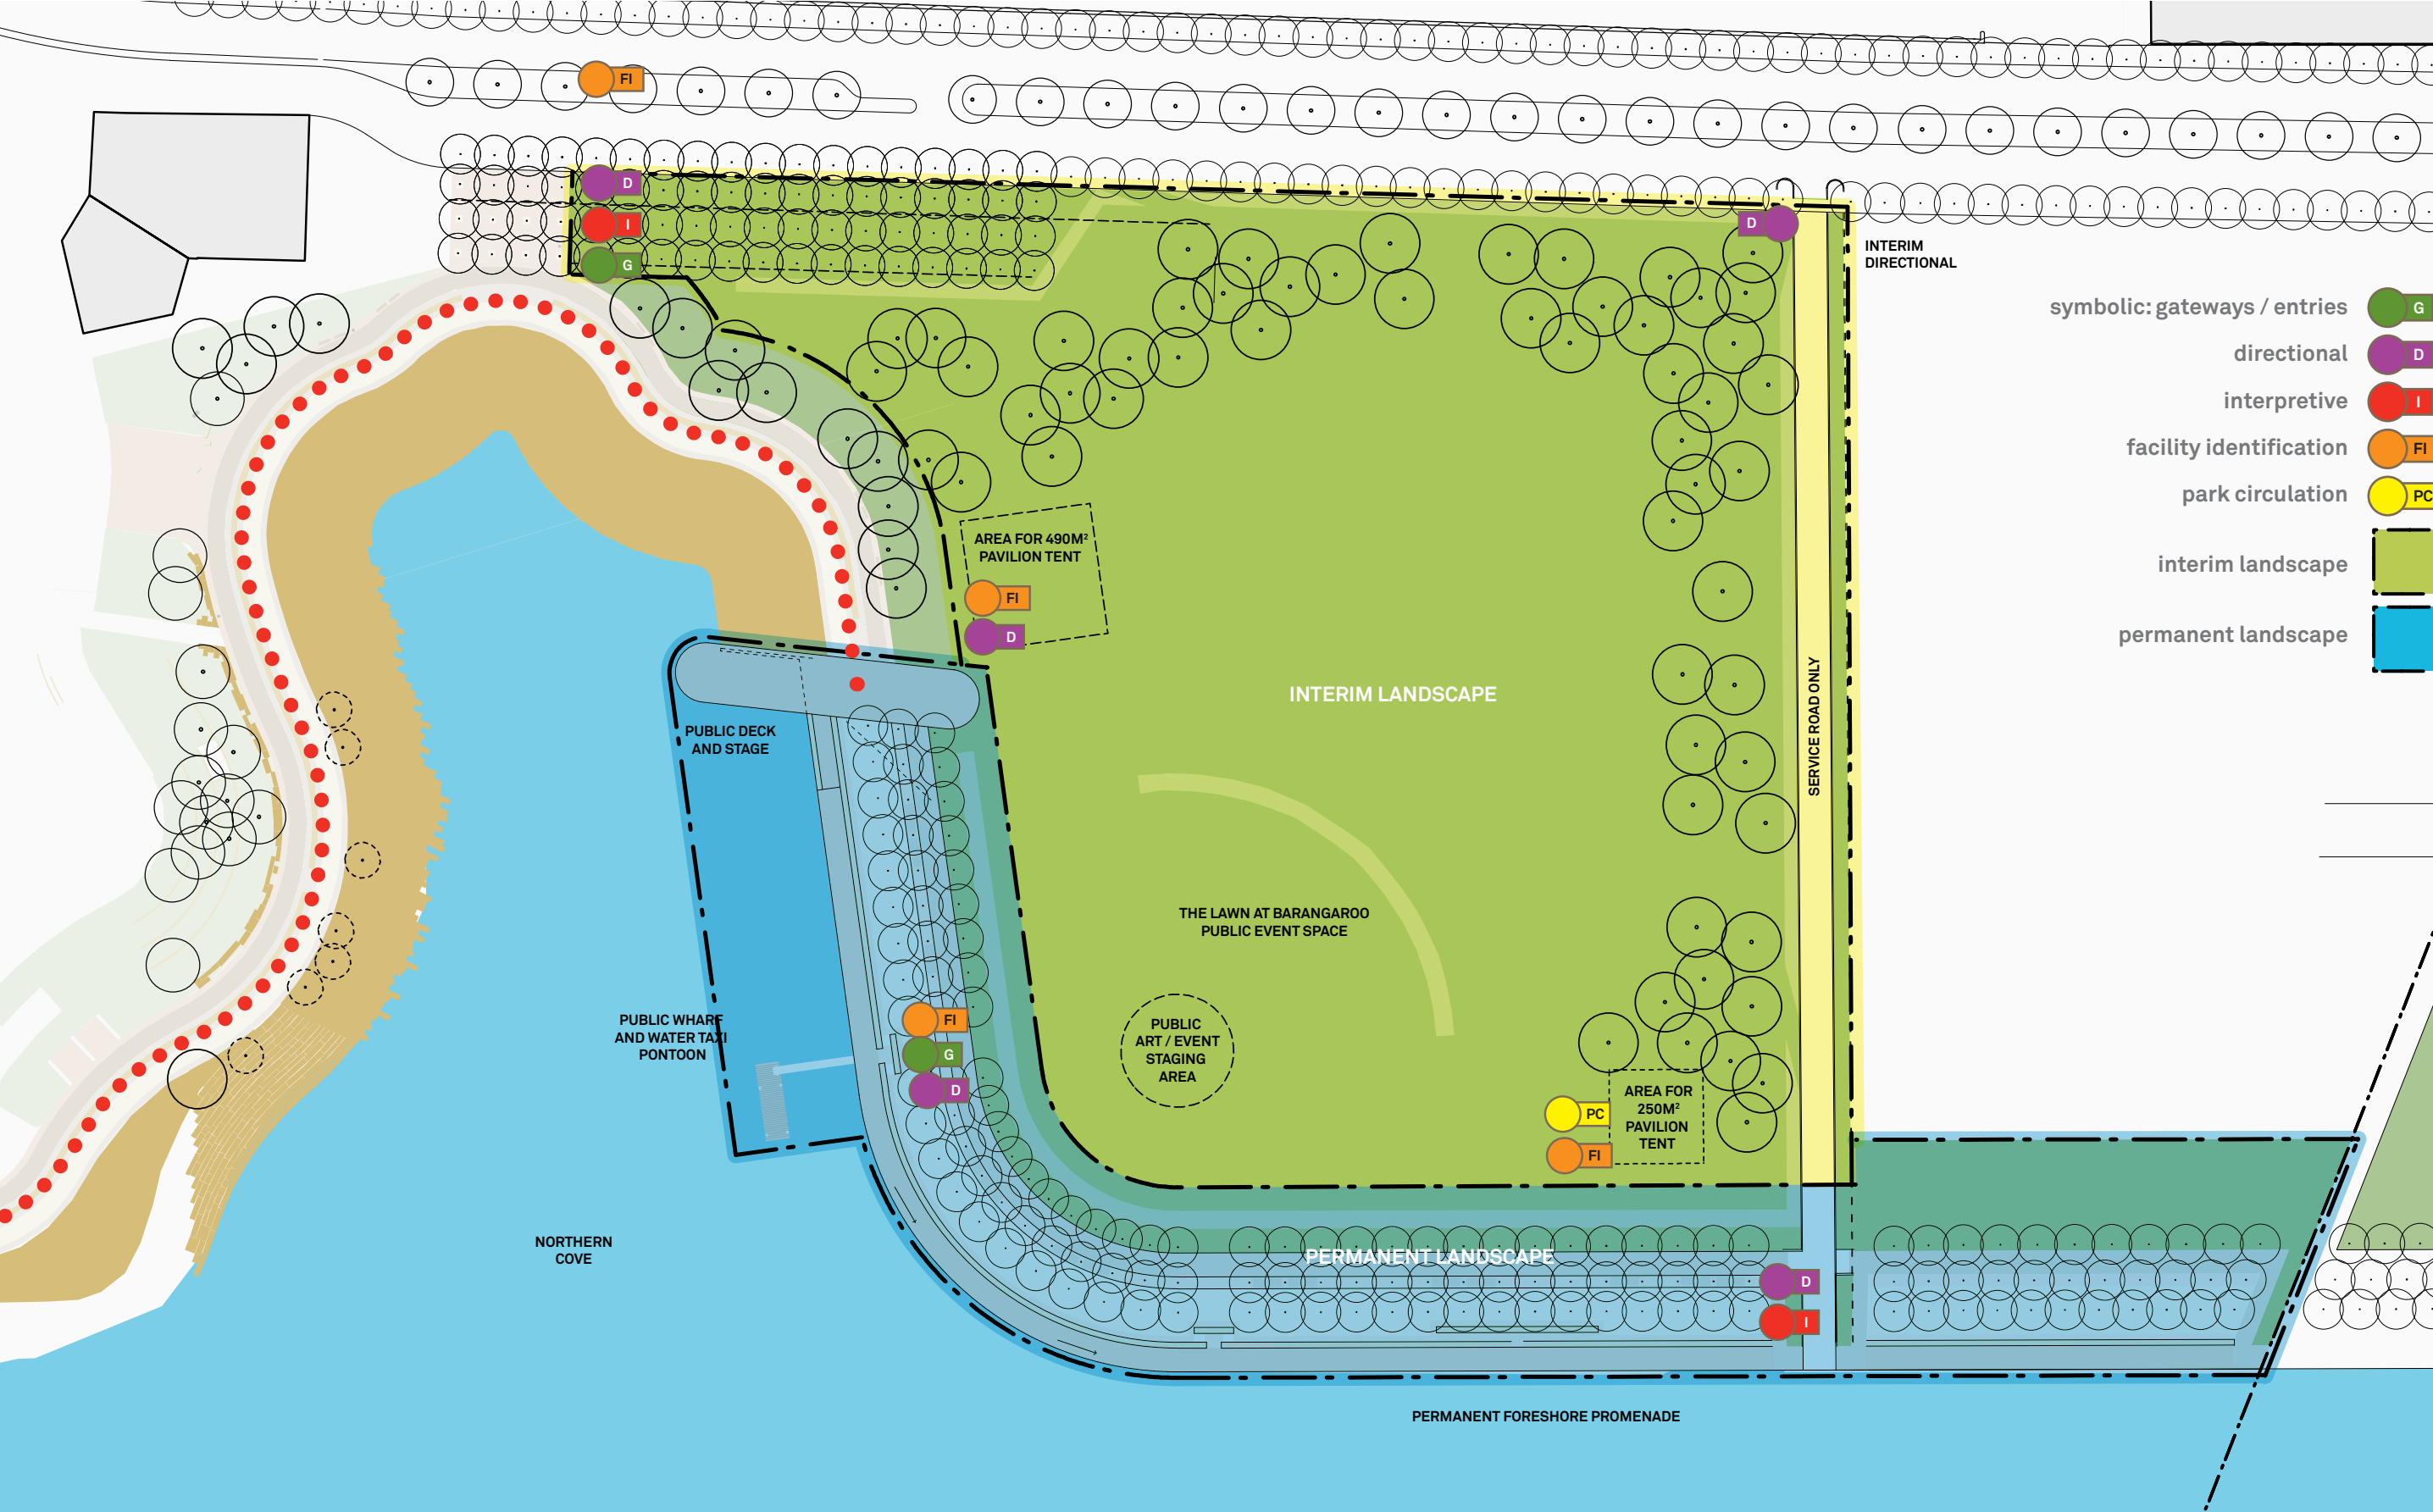 FI
D
I
G
D
INTERIM
DIRECTIONAL
symbolic: gateways / entries G
directional D
interpretive I
facility identification FI
park circulation PC
interim landscape
permanent landscape
AREA FOR 490M²
PAVILION TENT
FI
D
INTERIM LANDSCAPE
SERVICE ROAD ONLY
PUBLIC DECK
AND STAGE
THE LAWN AT BARANGAROO
PUBLIC EVENT SPACE
PUBLIC WHARF
AND WATER TAXI
PONTOON
FI
G
D
PUBLIC
ART / EVENT
STAGING
AREA
PC
FI
AREA FOR
250M²
PAVILION
TENT
NORTHERN
COVE
PERMANENT LANDSCAPE
D
I
PERMANENT FORESHORE PROMENADE